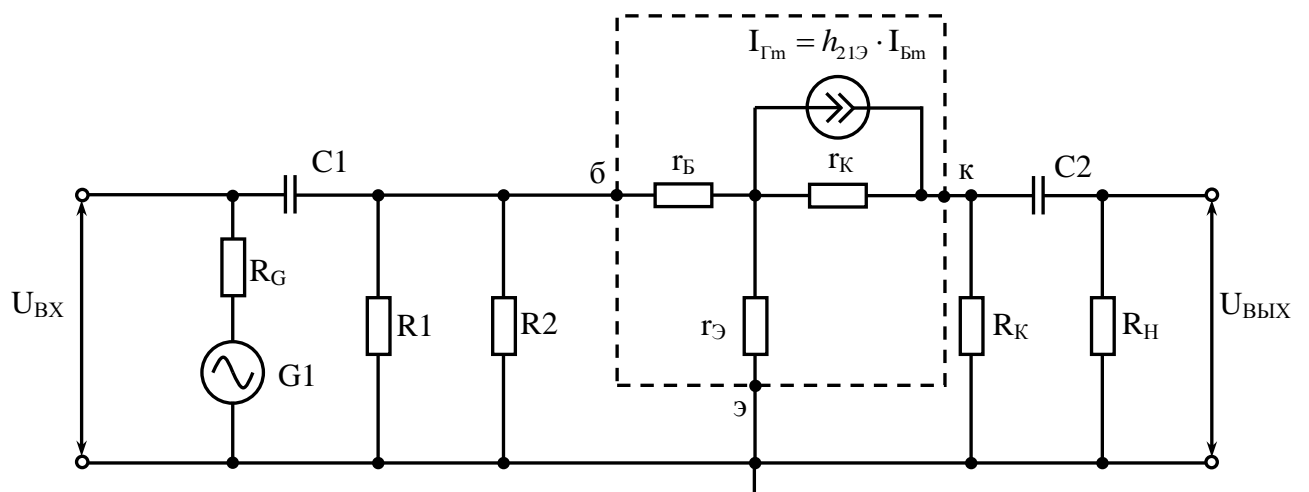 I_Гm = h_21Э · I_Бm
C1
б
r_Б
r_К
к
C2
U_ВХ
R_G
R1
R2
r_Э
R_К
R_Н
U_ВЫХ
G1
э